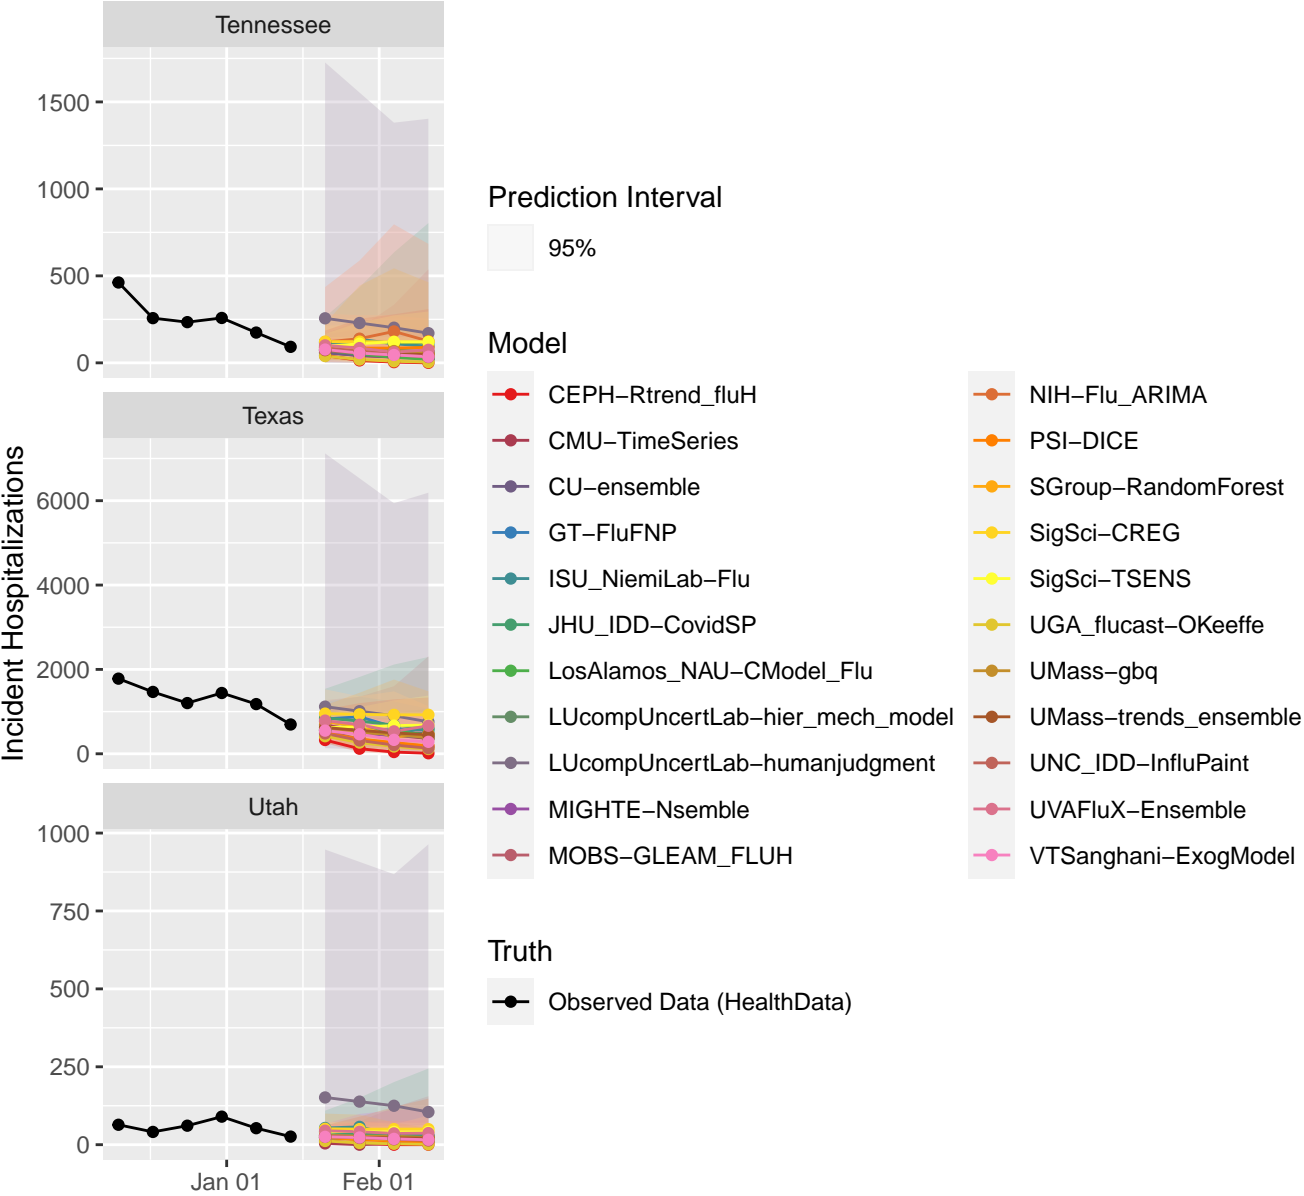 Tennessee
1500
1000
500
0
Texas
6000
4000
2000
0
Utah
1000
750
500
250
0
Jan 01
Feb 01
Incident Hospitalizations
Prediction Interval
95%
Model
CEPH−Rtrend_fluH
CMU−TimeSeries
CU−ensemble
GT−FluFNP
ISU_NiemiLab−Flu
JHU_IDD−CovidSP
LosAlamos_NAU−CModel_Flu
LUcompUncertLab−hier_mech_model
LUcompUncertLab−humanjudgment
MIGHTE−Nsemble
MOBS−GLEAM_FLUH
NIH−Flu_ARIMA
PSI−DICE
SGroup−RandomForest
SigSci−CREG
SigSci−TSENS
UGA_flucast−OKeeffe
UMass−gbq
UMass−trends_ensemble
UNC_IDD−InfluPaint
UVAFluX−Ensemble
VTSanghani−ExogModel
Truth
Observed Data (HealthData)